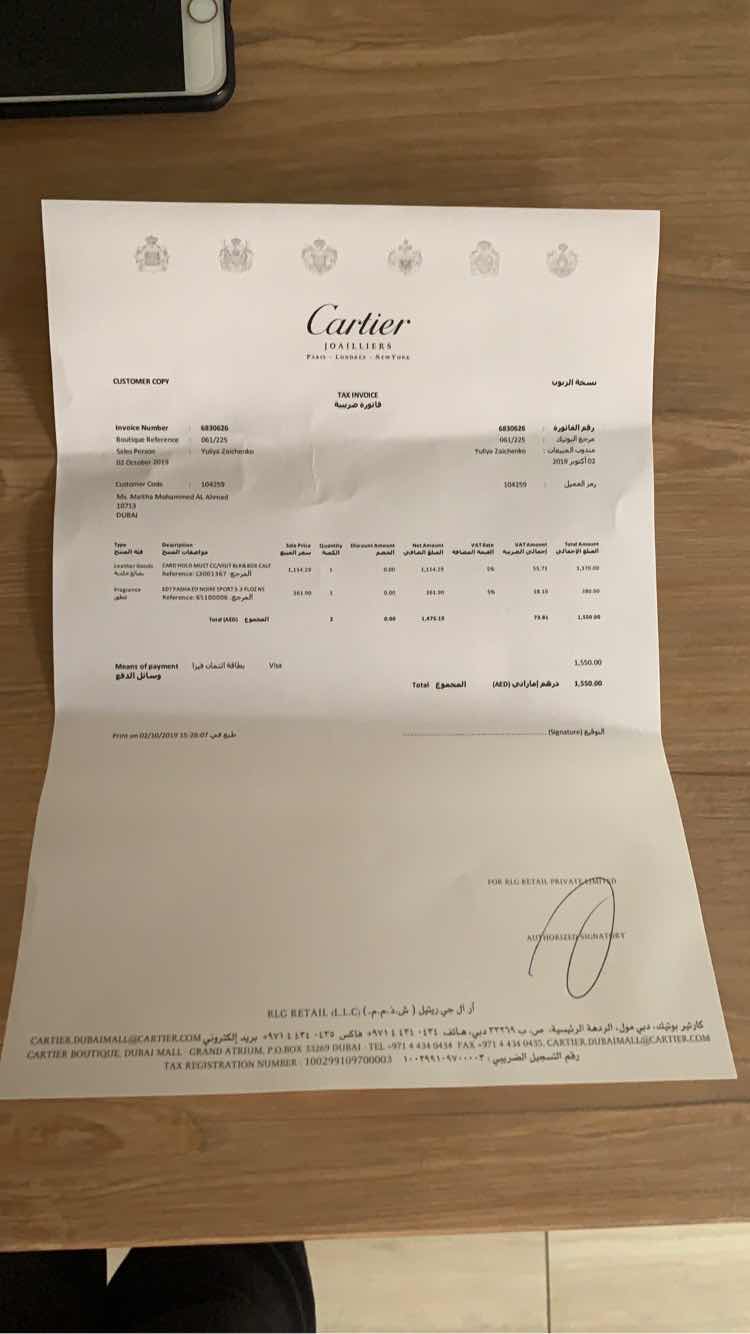 Cartier
JOAILLIERS
PARIS - LONDRES - NEW YORK
CUSTOMER COPY نسخة الزبون
TAX INVOICE
فاتورة ضريبية
Invoice Number : 6830626 6830626 : رقم الفاتورة
Boutique Reference : 061/225 061/225 : مرجع البوتيك
Sales Person : Yuliya Zaichenko Yuliya Zaichenko : مندوب المبيعات
02 October 2019 02 أكتوبر 2019
Customer Code : 104259 104259 : رمز العميل
Ms. Maitha Mohammed AL Ahmed
10713
DUBAI
Type Description Sale Price Quantity Discount Amount Net Amount VAT Rate VAT Amount Total Amount
فئة المنتج مواصفات المنتج سعر المبيع الكمية الخصم المبلغ الصافي القيمة المضافة إجمالي الضريبة المبلغ الإجمالي
Leather Goods CARD HOLD MUST CC/VISIT BLKB BOX CALF 1,114.29 1 0.00 1,114.29 5% 55.71 1,170.00
بضائع جلدية Reference: L3001367 المرجع:
Fragrance EDT PASHA ED NOIRE SPORT S 3 FLOZ NS 361.90 1 0.00 361.90 5% 18.10 380.00
عطور Reference: 65100006 المرجع:
Total (AED) المجموع 2 0.00 1,476.19 73.81 1,550.00
Means of payment بطاقة ائتمان فيزا Visa 1,550.00
وسائل الدفع
Total المجموع (AED) درهم إماراتي 1,550.00
Print on 02/10/2019 15:20:07 طبع في (Signature) التوقيع
FOR RLG RETAIL PRIVATE LIMITED
AUTHORIZED SIGNATORY
RLG RETAIL (L.L.C) (.ش.ذ.م.م) أر أل جي ريتيل
كارتير بوتيك، دبي مول، الردهة الرئيسية، ص.ب ٣٣٢٦٩ دبي، هاتف ٠٤٣٤ ٤٣٤ ٤ ٩٧١+ فاكس ٠٤٣٥ ٤٣٤ ٤ ٩٧١+ بريد إلكتروني CARTIER.DUBAIMALL@CARTIER.COM
CARTIER BOUTIQUE, DUBAI MALL GRAND ATRIUM, P.O.BOX 33269 DUBAI TEL +971 4 434 0434 FAX +971 4 434 0435, CARTIER.DUBAIMALL@CARTIER.COM
TAX REGISTRATION NUMBER : 100299109700003 رقم التسجيل الضريبي : ١٠٠٢٩٩١٠٩٧٠٠٠٠٣